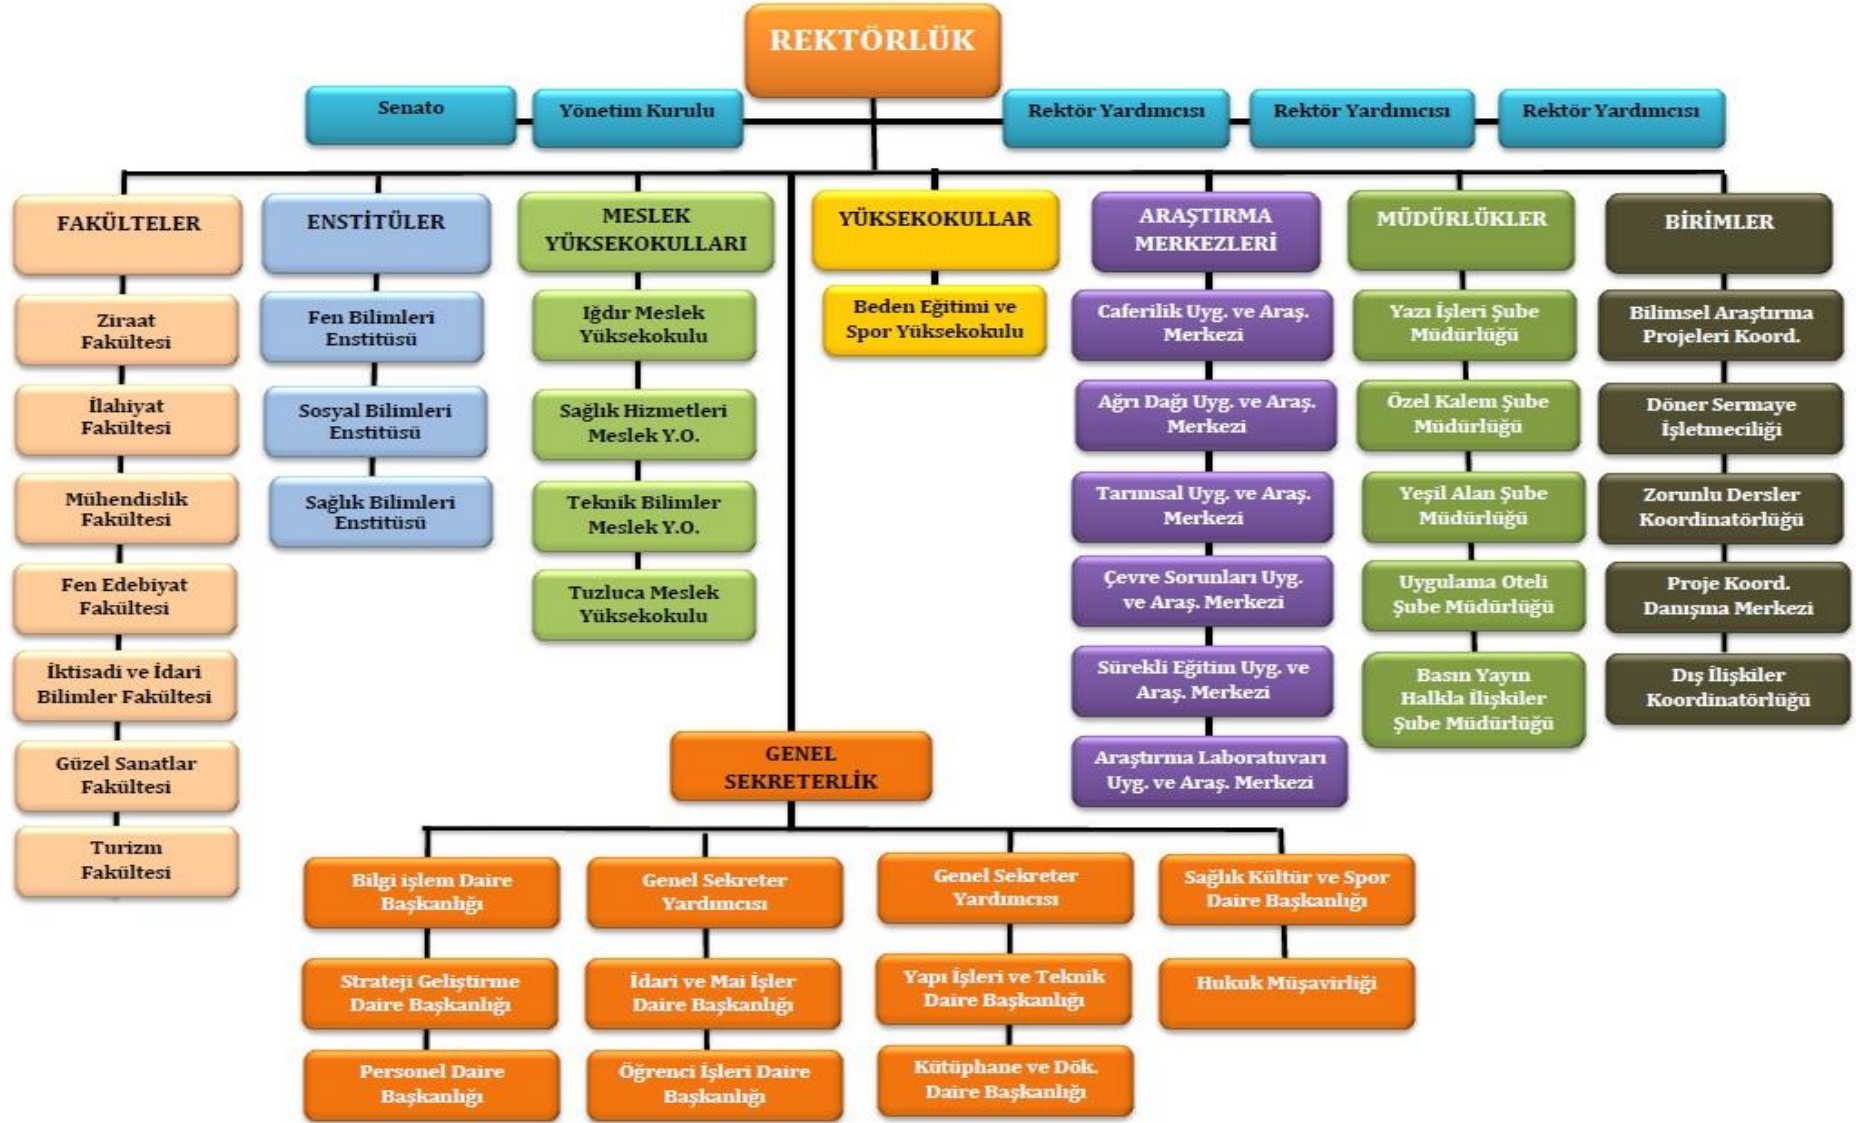 REKTÖRLÜK
Senato
Yönetim Kurulu
Rektör Yardımcısı
Rektör Yardımcısı
Rektör Yardımcısı
FAKÜLTELER
Ziraat
Fakültesi
İlahiyat
Fakültesi
Mühendislik
Fakültesi
Fen Edebiyat
Fakültesi
İktisadi ve İdari
Bilimler Fakültesi
Güzel Sanatlar
Fakültesi
Turizm
Fakültesi
ENSTİTÜLER
Fen Bilimleri
Enstitüsü
Sosyal Bilimleri
Enstitüsü
Sağlık Bilimleri
Enstitüsü
MESLEK
YÜKSEKOKULLARI
Iğdır Meslek
Yüksekokulu
Sağlık Hizmetleri
Meslek Y.O.
Teknik Bilimler
Meslek Y.O.
Tuzluca Meslek
Yüksekokulu
YÜKSEKOKULLAR
Beden Eğitimi ve
Spor Yüksekokulu
ARAŞTIRMA
MERKEZLERİ
Caferilik Uyg. ve Araş.
Merkezi
Ağrı Dağı Uyg. ve Araş.
Merkezi
Tarımsal Uyg. ve Araş.
Merkezi
Çevre Sorunları Uyg.
ve Araş. Merkezi
Sürekli Eğitim Uyg. ve
Araş. Merkezi
Araştırma Laboratuvarı
Uyg. ve Araş. Merkezi
MÜDÜRLÜKLER
Yazı İşleri Şube
Müdürlüğü
Özel Kalem Şube
Müdürlüğü
Yeşil Alan Şube
Müdürlüğü
Uygulama Oteli
Şube Müdürlüğü
Basın Yayın
Halkla İlişkiler
Şube Müdürlüğü
BİRİMLER
Bilimsel Araştırma
Projeleri Koord.
Döner Sermaye
İşletmeciliği
Zorunlu Dersler
Koordinatörlüğü
Proje Koord.
Danışma Merkezi
Dış İlişkiler
Koordinatörlüğü
GENEL
SEKRETERLİK
Bilgi işlem Daire
Başkanlığı
Strateji Geliştirme
Daire Başkanlığı
Personel Daire
Başkanlığı
Genel Sekreter
Yardımcısı
İdari ve Mai İşler
Daire Başkanlığı
Öğrenci İşleri Daire
Başkanlığı
Genel Sekreter
Yardımcısı
Yapı İşleri ve Teknik
Daire Başkanlığı
Kütüphane ve Dök.
Daire Başkanlığı
Sağlık Kültür ve Spor
Daire Başkanlığı
Hukuk Müşavirliği